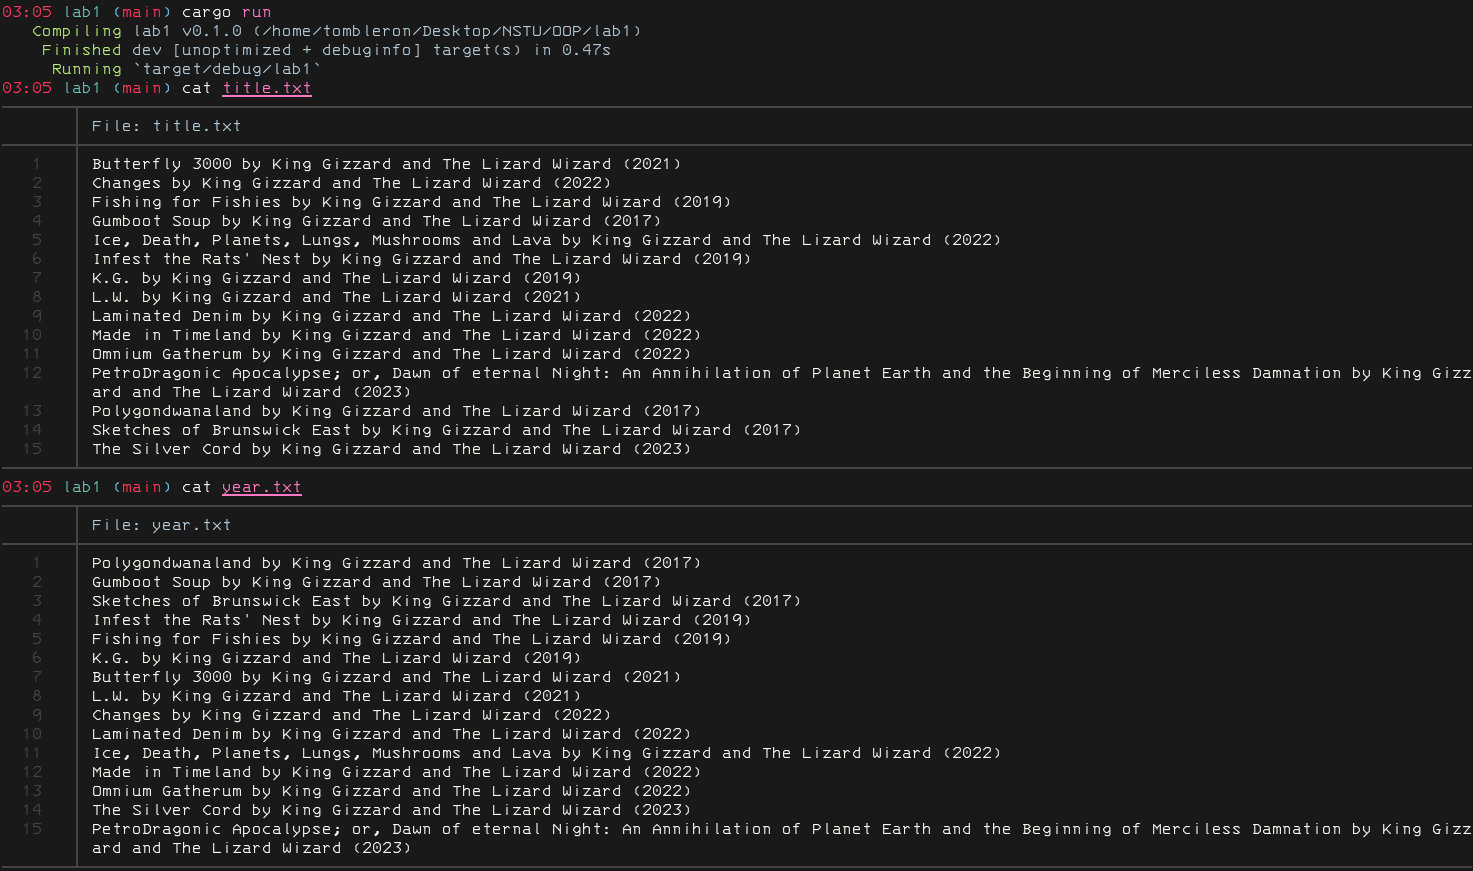 03:05 lab1 (main) cargo run
Compiling lab1 v0.1.0 (/home/tombleron/Desktop/NSTU/OOP/lab1)
Finished dev [unoptimized + debuginfo] target(s) in 0.47s
Running `target/debug/lab1`
03:05 lab1 (main) cat title.txt
File: title.txt
1 Butterfly 3000 by King Gizzard and The Lizard Wizard (2021)
2 Changes by King Gizzard and The Lizard Wizard (2022)
3 Fishing for Fishies by King Gizzard and The Lizard Wizard (2019)
4 Gumboot Soup by King Gizzard and The Lizard Wizard (2017)
5 Ice, Death, Planets, Lungs, Mushrooms and Lava by King Gizzard and The Lizard Wizard (2022)
6 Infest the Rats' Nest by King Gizzard and The Lizard Wizard (2019)
7 K.G. by King Gizzard and The Lizard Wizard (2019)
8 L.W. by King Gizzard and The Lizard Wizard (2021)
9 Laminated Denim by King Gizzard and The Lizard Wizard (2022)
10 Made in Timeland by King Gizzard and The Lizard Wizard (2022)
11 Omnium Gatherum by King Gizzard and The Lizard Wizard (2022)
12 PetroDragonic Apocalypse; or, Dawn of eternal Night: An Annihilation of Planet Earth and the Beginning of Merciless Damnation by King Gizz
ard and The Lizard Wizard (2023)
13 Polygondwanaland by King Gizzard and The Lizard Wizard (2017)
14 Sketches of Brunswick East by King Gizzard and The Lizard Wizard (2017)
15 The Silver Cord by King Gizzard and The Lizard Wizard (2023)
03:05 lab1 (main) cat year.txt
File: year.txt
1 Polygondwanaland by King Gizzard and The Lizard Wizard (2017)
2 Gumboot Soup by King Gizzard and The Lizard Wizard (2017)
3 Sketches of Brunswick East by King Gizzard and The Lizard Wizard (2017)
4 Infest the Rats' Nest by King Gizzard and The Lizard Wizard (2019)
5 Fishing for Fishies by King Gizzard and The Lizard Wizard (2019)
6 K.G. by King Gizzard and The Lizard Wizard (2019)
7 Butterfly 3000 by King Gizzard and The Lizard Wizard (2021)
8 L.W. by King Gizzard and The Lizard Wizard (2021)
9 Changes by King Gizzard and The Lizard Wizard (2022)
10 Laminated Denim by King Gizzard and The Lizard Wizard (2022)
11 Ice, Death, Planets, Lungs, Mushrooms and Lava by King Gizzard and The Lizard Wizard (2022)
12 Made in Timeland by King Gizzard and The Lizard Wizard (2022)
13 Omnium Gatherum by King Gizzard and The Lizard Wizard (2022)
14 The Silver Cord by King Gizzard and The Lizard Wizard (2023)
15 PetroDragonic Apocalypse; or, Dawn of eternal Night: An Annihilation of Planet Earth and the Beginning of Merciless Damnation by King Gizz
ard and The Lizard Wizard (2023)